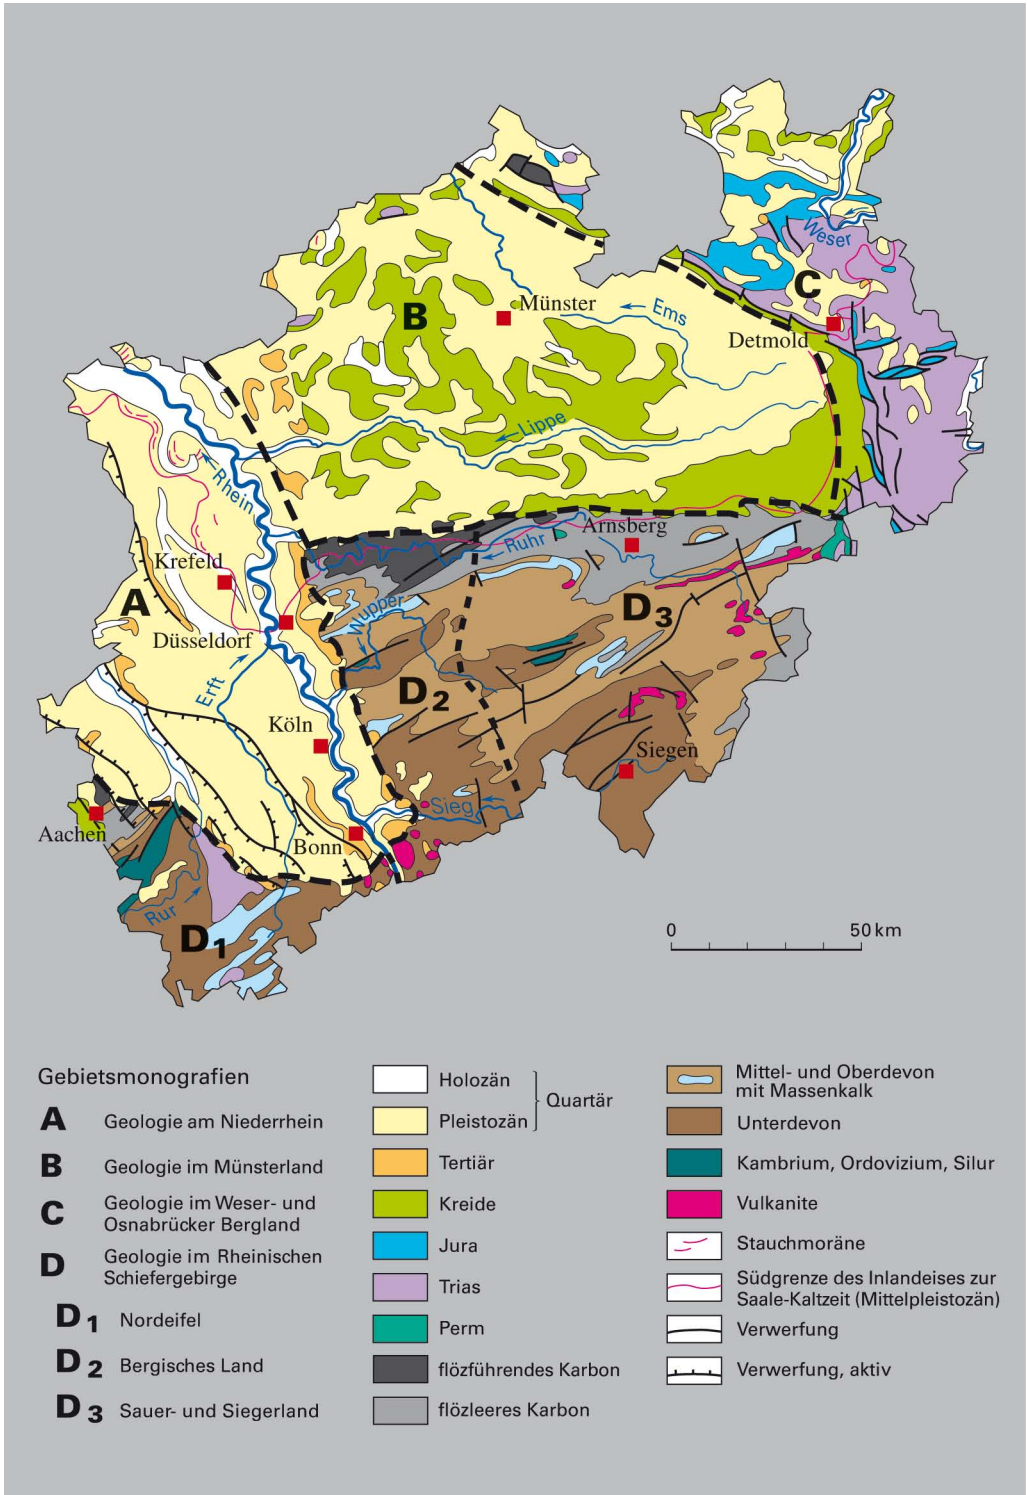 Weser
C
Münster
Ems
B
Detmold
Lippe
Rhein
Arnsberg
Ruhr
Krefeld
A
Wupper
D3
Düsseldorf
Erft
D2
Köln
Siegen
Sieg
Aachen
Bonn
Rur
D1
0 50 km
Gebietsmonografien
A Geologie am Niederrhein
B Geologie im Münsterland
C Geologie im Weser- und
Osnabrücker Bergland
D Geologie im Rheinischen
Schiefergebirge
D1 Nordeifel
D2 Bergisches Land
D3 Sauer- und Siegerland
Holozän
Quartär
Pleistozän
Tertiär
Kreide
Jura
Trias
Perm
flözführendes Karbon
flözleeres Karbon
Mittel- und Oberdevon
mit Massenkalk
Unterdevon
Kambrium, Ordovizium, Silur
Vulkanite
Stauchmoräne
Südgrenze des Inlandeises zur
Saale-Kaltzeit (Mittelpleistozän)
Verwerfung
Verwerfung, aktiv